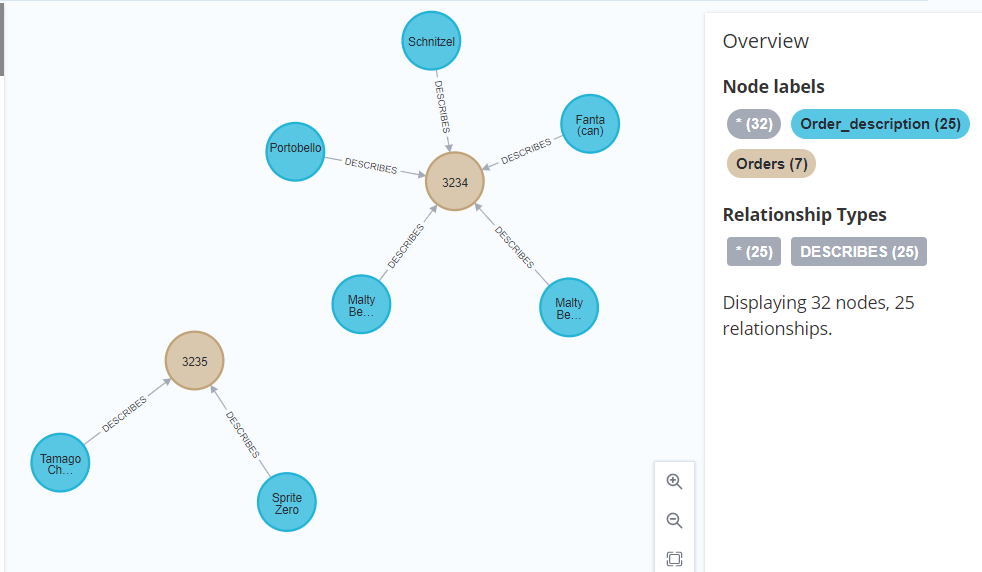 Schnitzel
DESCRIBES
Fanta
(can)
DESCRIBES
Portobello
DESCRIBES
3234
DESCRIBES
DESCRIBES
Malty
Be...
Malty
Be...
3235
DESCRIBES
DESCRIBES
Tamago
Ch...
Sprite
Zero
Overview
Node labels
* (32)
Order_description (25)
Orders (7)
Relationship Types
* (25)
DESCRIBES (25)
Displaying 32 nodes, 25
relationships.